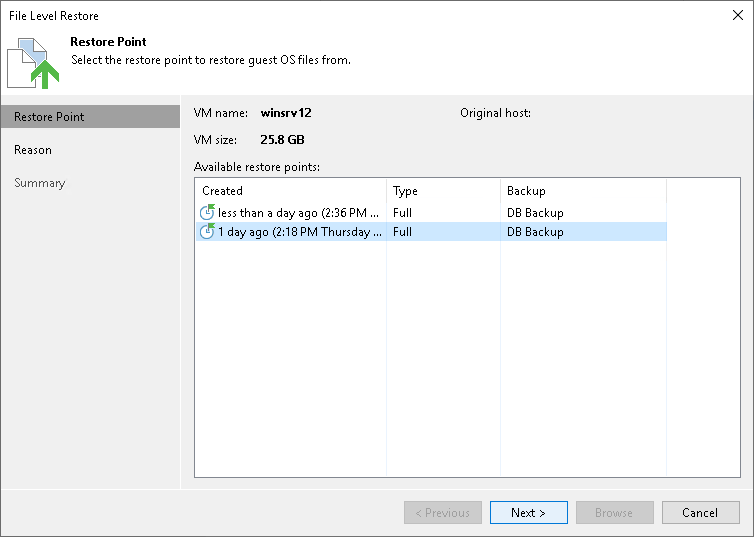 File Level Restore
Restore Point
Select the restore point to restore guest OS files from.
Restore Point
Reason
Summary
VM name: winsrv12 Original host:
VM size: 25.8 GB
Available restore points:
Created Type Backup
less than a day ago (2:36 PM ... Full DB Backup
1 day ago (2:18 PM Thursday ... Full DB Backup
< Previous Next > Browse Cancel